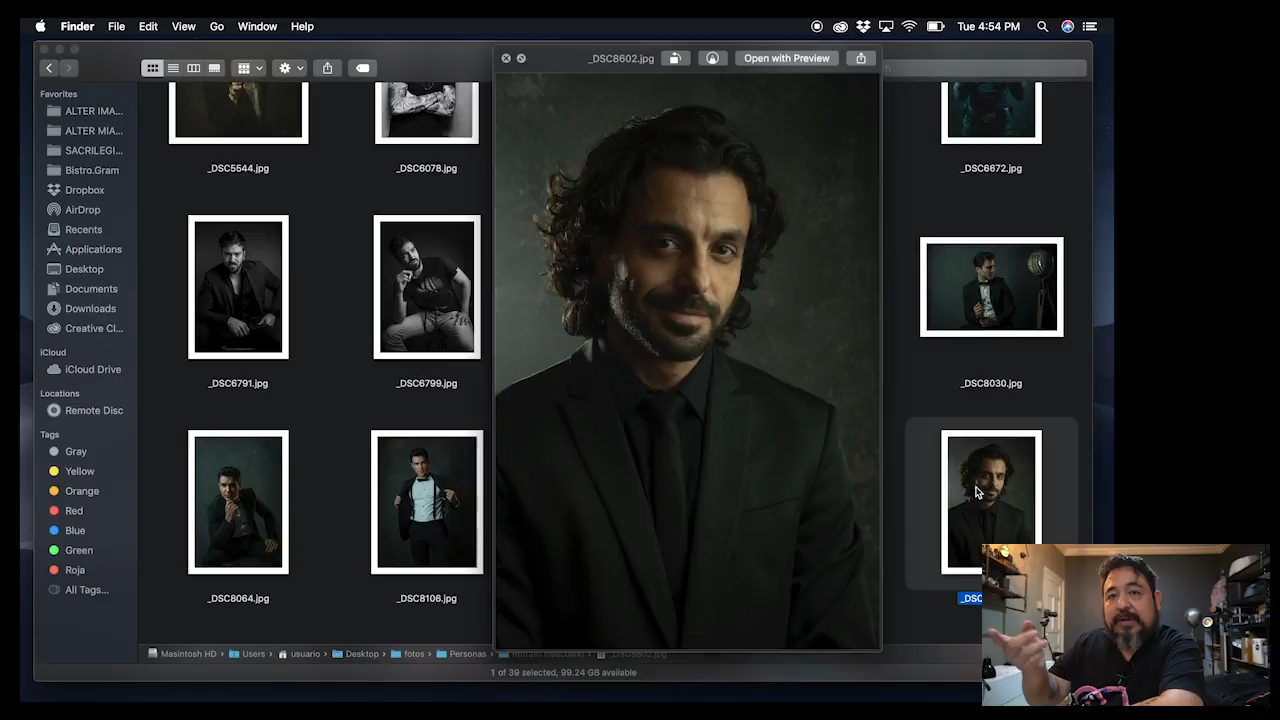 Finder File Edit View Go Window Help Tue 4:54 PM
_DSC8602.jpg Open with Preview
Favorites
ALTER IMA...
ALTER MIA...
SACRILEGI...
Bistro.Gram
Dropbox
AirDrop
Recents
Applications
Desktop
Documents
Downloads
Creative Cl...
iCloud
iCloud Drive
Locations
Remote Disc
Tags
Gray
Yellow
Orange
Red
Blue
Green
Roja
All Tags...
_DSC5544.jpg _DSC6078.jpg _DSC6672.jpg
_DSC6791.jpg _DSC6799.jpg _DSC8030.jpg
_DSC8064.jpg _DSC8106.jpg _DSC
Macintosh HD › Users › usuario › Desktop › fotos › Personas › Retrato masculino › _DSC8602.jpg
1 of 39 selected, 99.24 GB available